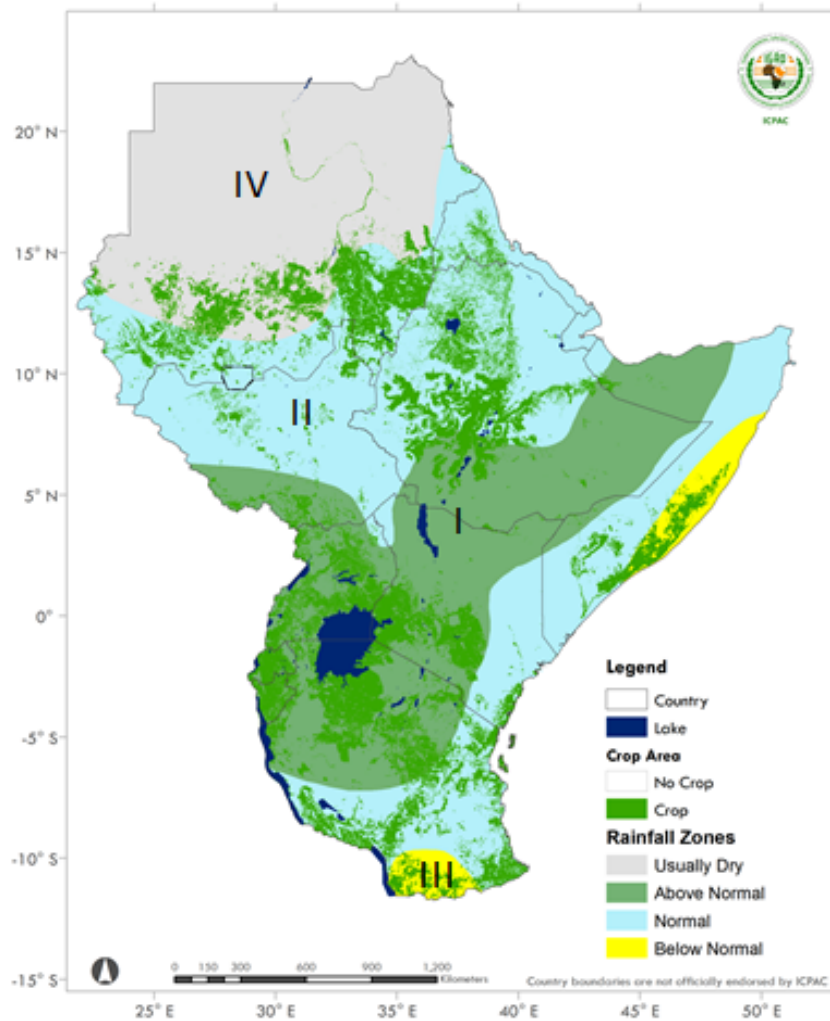 IGAD
ICPAC
20° N
15° N
10° N
5° N
0°
-5° S
-10° S
-15° S
IV
II
I
III
Legend
Country
Lake
Crop Area
No Crop
Crop
Rainfall Zones
Usually Dry
Above Normal
Normal
Below Normal
0 150 300 600 900 1,200
Kilometers
Country boundaries are not officially endorsed by ICPAC
25° E 30° E 35° E 40° E 45° E 50° E